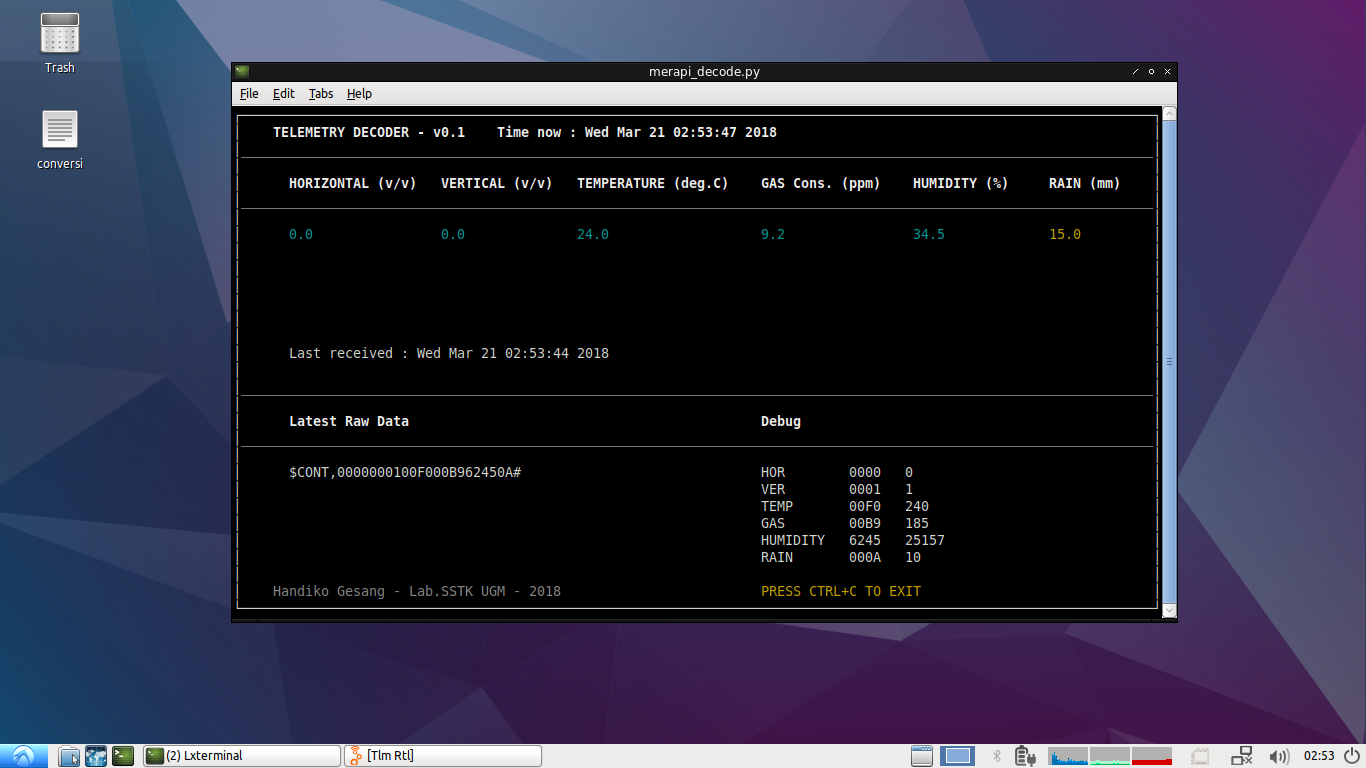 Trash
conversi
merapi_decode.py
File Edit Tabs Help
TELEMETRY DECODER - v0.1 Time now : Wed Mar 21 02:53:47 2018
HORIZONTAL (v/v) VERTICAL (v/v) TEMPERATURE (deg.C) GAS Cons. (ppm) HUMIDITY (%) RAIN (mm)
0.0 0.0 24.0 9.2 34.5 15.0
Last received : Wed Mar 21 02:53:44 2018
Latest Raw Data Debug
$CONT,0000000100F000B962450A# HOR 0000 0
VER 0001 1
TEMP 00F0 240
GAS 00B9 185
HUMIDITY 6245 25157
RAIN 000A 10
Handiko Gesang - Lab.SSTK UGM - 2018 PRESS CTRL+C TO EXIT
(2) Lxterminal [Tlm Rtl] 02:53